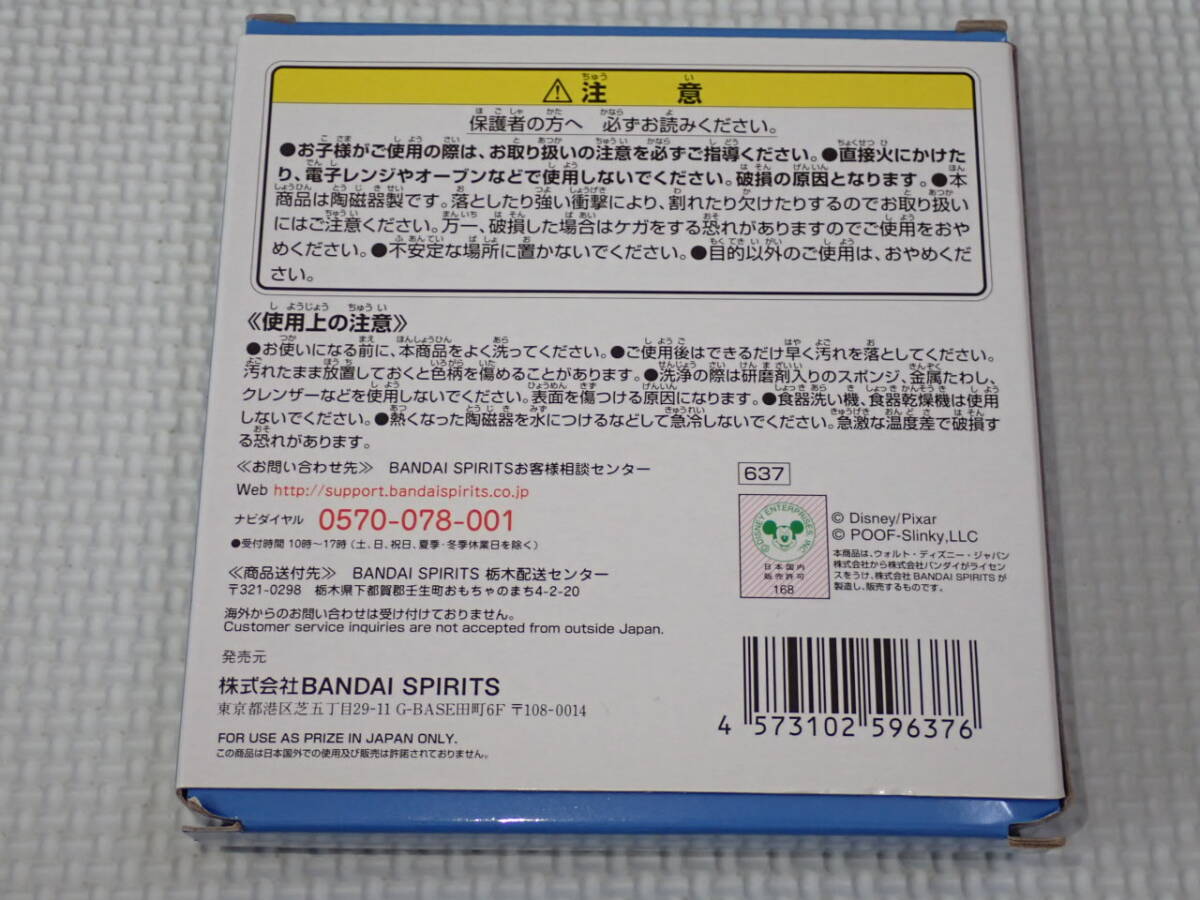 ⚠注意
保護者の方へ 必ずお読みください。
●お子様がご使用の際は、お取り扱いの注意を必ずご指導ください。●直接火にかけた
り、電子レンジやオーブンなどで使用しないでください。破損の原因となります。●本
商品は陶磁器製です。落としたり強い衝撃により、割れたり欠けたりするのでお取り扱い
にはご注意ください。万一、破損した場合はケガをする恐れがありますのでご使用をおや
めください。●不安定な場所に置かないでください。●目的以外のご使用は、おやめくだ
さい。
《使用上の注意》
●お使いになる前に、本商品をよく洗ってください。●ご使用後はできるだけ早く汚れを落としてください。
汚れたまま放置しておくと色柄を傷めることがあります。●洗浄の際は研磨剤入りのスポンジ、金属たわし、
クレンザーなどを使用しないでください。表面を傷つける原因になります。●食器洗い機、食器乾燥機は使用
しないでください。●熱くなった陶磁器を水につけるなどして急冷しないでください。急激な温度差で破損す
る恐れがあります。
≪お問い合わせ先≫ BANDAI SPIRITSお客様相談センター
Web http://support.bandaispirits.co.jp
ナビダイヤル 0570-078-001
●受付時間 10時〜17時（土、日、祝日、夏季・冬季休業日を除く）
≪商品送付先≫ BANDAI SPIRITS 栃木配送センター
〒321-0298 栃木県下都賀郡壬生町おもちゃのまち4-2-20
海外からのお問い合わせは受け付けておりません。
Customer service inquiries are not accepted from outside Japan.
発売元
株式会社BANDAI SPIRITS
東京都港区芝五丁目29-11 G-BASE田町6F 〒108-0014
FOR USE AS PRIZE IN JAPAN ONLY.
この商品は日本国外での使用及び販売は許諾されておりません。
637
© DISNEY ENTERPRISES, INC
日本国内
販売許可
168
© Disney/Pixar
© POOF-Slinky,LLC
本商品は、ウォルト・ディズニー・ジャパン
株式会社から株式会社バンダイがライセ
ンスをうけ、株式会社BANDAI SPIRITSが
製造し、販売するものです。
4 573102 596376